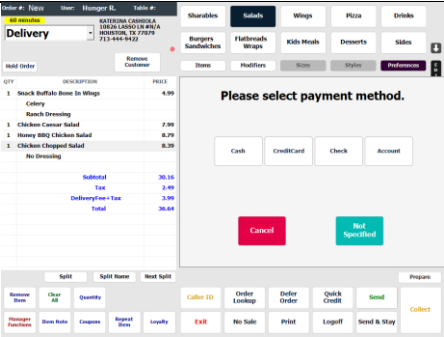 Order #: New User: Hunger R. Table #:
60 minutes
Delivery
KATERINA CASHBOLA
10826 LASSO LN #N/A
HOUSTON, TX 77079
713-444-9422
Hold Order
Remove Customer
QTY DESCRIPTION PRICE
1 Snack Buffalo Bone In Wings 4.99
Celery
Ranch Dressing
1 Chicken Caesar Salad 7.99
1 Honey BBQ Chicken Salad 8.79
1 Chicken Chopped Salad 8.39
No Dressing
Subtotal 30.16
Tax 2.49
DeliveryFee+Tax 3.99
Total 36.64
Split Split Name Next Split
Remove Item Clear All Quantity
Manager Functions Item Note Coupons Repeat Item Loyalty
Sharables Salads Wings Pizza Drinks
Burgers Sandwiches Flatbreads Wraps Kids Meals Desserts Sides
Items Modifiers Sizes Styles Preferences
Please select payment method.
Cash CreditCard Check Account
Cancel Not Specified
Prepare
Caller ID Order Lookup Defer Order Quick Credit Send Collect
Exit No Sale Print Logoff Send & Stay